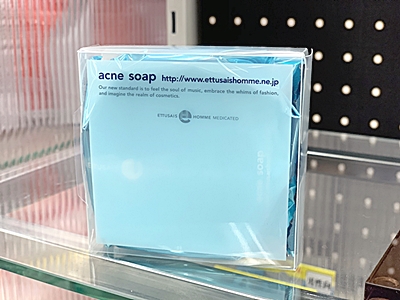 acne soap http://www.ettusaishomme.ne.jp
Our new standard is to feel the soul of music, embrace the whims of fashion,
and imagine the realm of cosmetics.
ETTUSAIS HOMME MEDICATED
soap